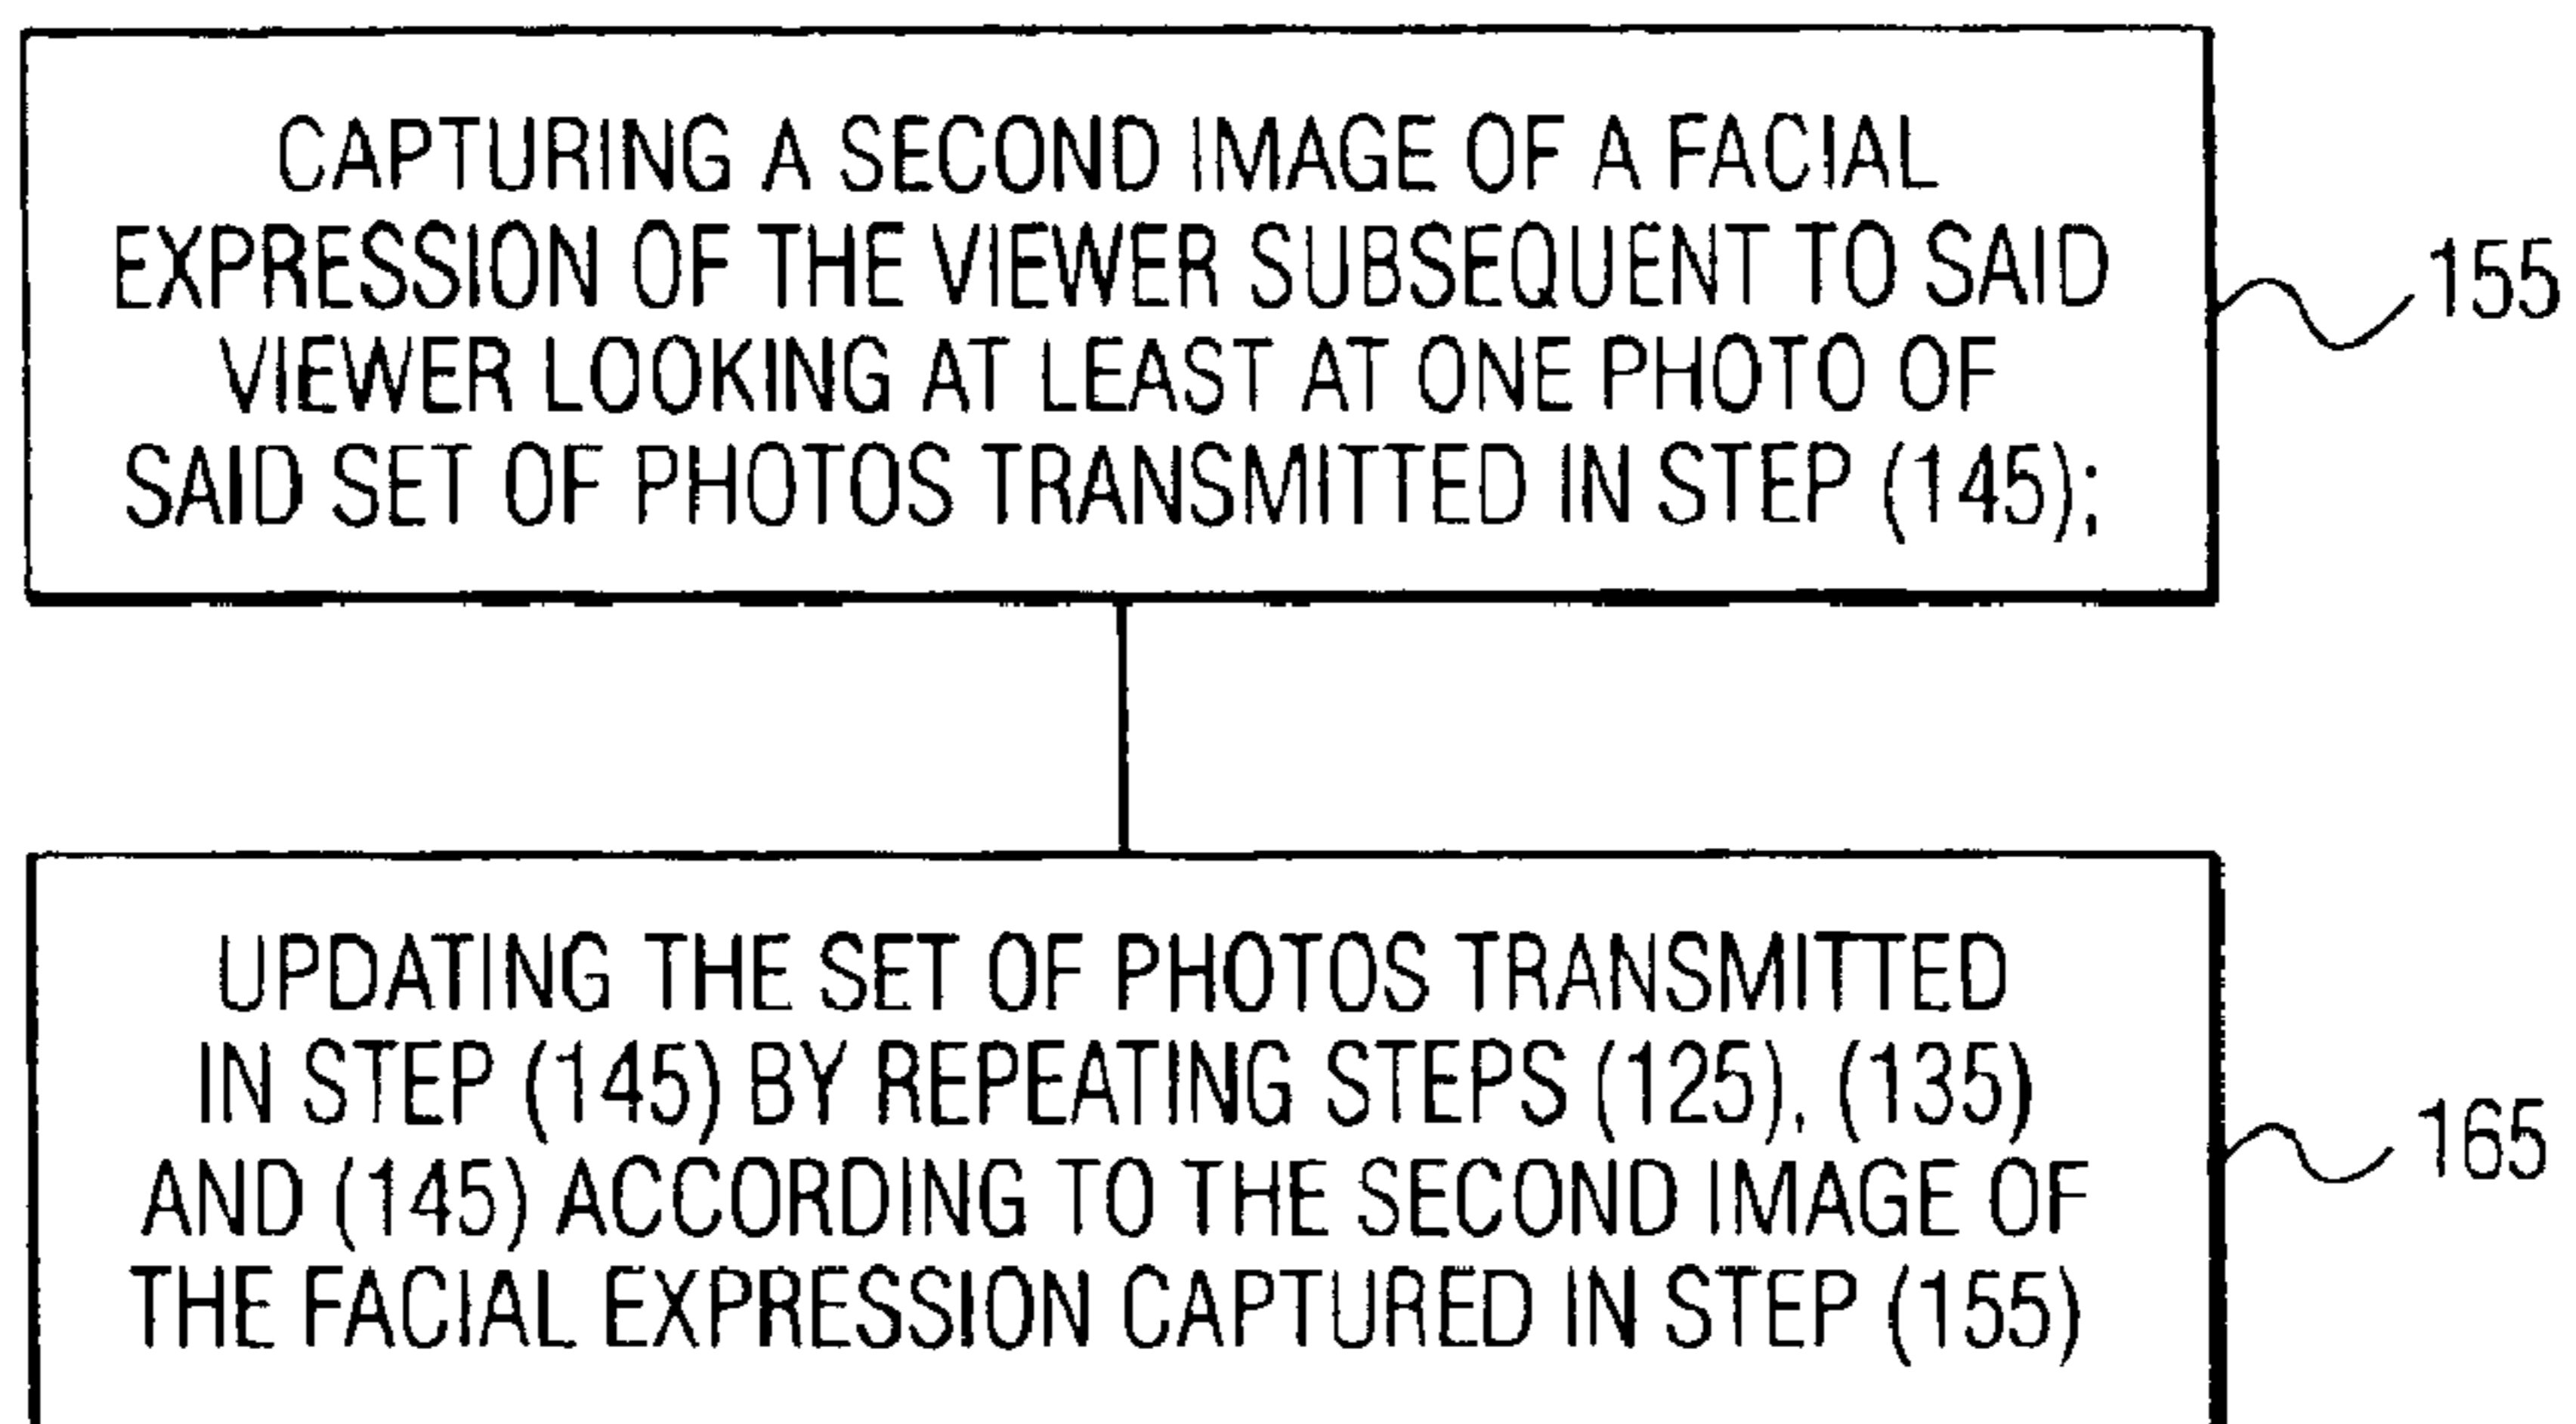 CAPTURING A SECOND IMAGE OF A FACIAL
EXPRESSION OF THE VIEWER SUBSEQUENT TO SAID
VIEWER LOOKING AT LEAST AT ONE PHOTO OF
SAID SET OF PHOTOS TRANSMITTED IN STEP (145);
155
UPDATING THE SET OF PHOTOS TRANSMITTED
IN STEP (145) BY REPEATING STEPS (125), (135)
AND (145) ACCORDING TO THE SECOND IMAGE OF
THE FACIAL EXPRESSION CAPTURED IN STEP (155)
165